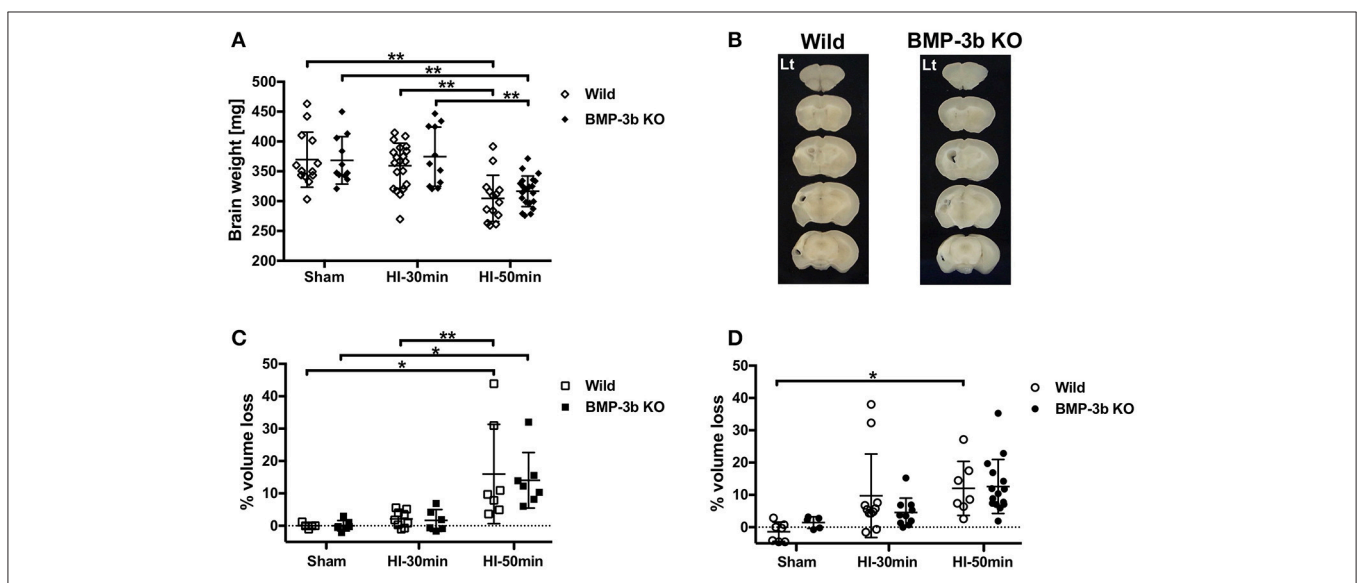 A
**
**
**
**
500
450
400
350
300
250
200
Brain weight [mg]
Sham
HI-30min
HI-50min
Wild
BMP-3b KO
B
Wild
BMP-3b KO
Lt
Lt
C
**
*
*
50
40
30
20
10
0
% volume loss
Sham
HI-30min
HI-50min
Wild
BMP-3b KO
D
*
50
40
30
20
10
0
% volume loss
Sham
HI-30min
HI-50min
Wild
BMP-3b KO